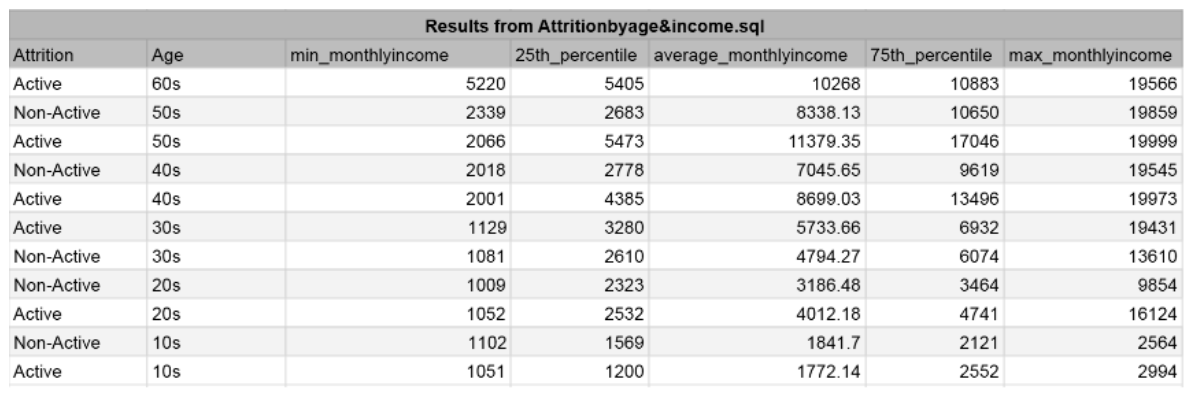 Results from Attritionbyage&income.sql
Attrition Age min_monthlyincome 25th_percentile average_monthlyincome 75th_percentile max_monthlyincome
Active 60s 5220 5405 10268 10883 19566
Non-Active 50s 2339 2683 8338.13 10650 19859
Active 50s 2066 5473 11379.35 17046 19999
Non-Active 40s 2018 2778 7045.65 9619 19545
Active 40s 2001 4385 8699.03 13496 19973
Active 30s 1129 3280 5733.66 6932 19431
Non-Active 30s 1081 2610 4794.27 6074 13610
Non-Active 20s 1009 2323 3186.48 3464 9854
Active 20s 1052 2532 4012.18 4741 16124
Non-Active 10s 1102 1569 1841.7 2121 2564
Active 10s 1051 1200 1772.14 2552 2994